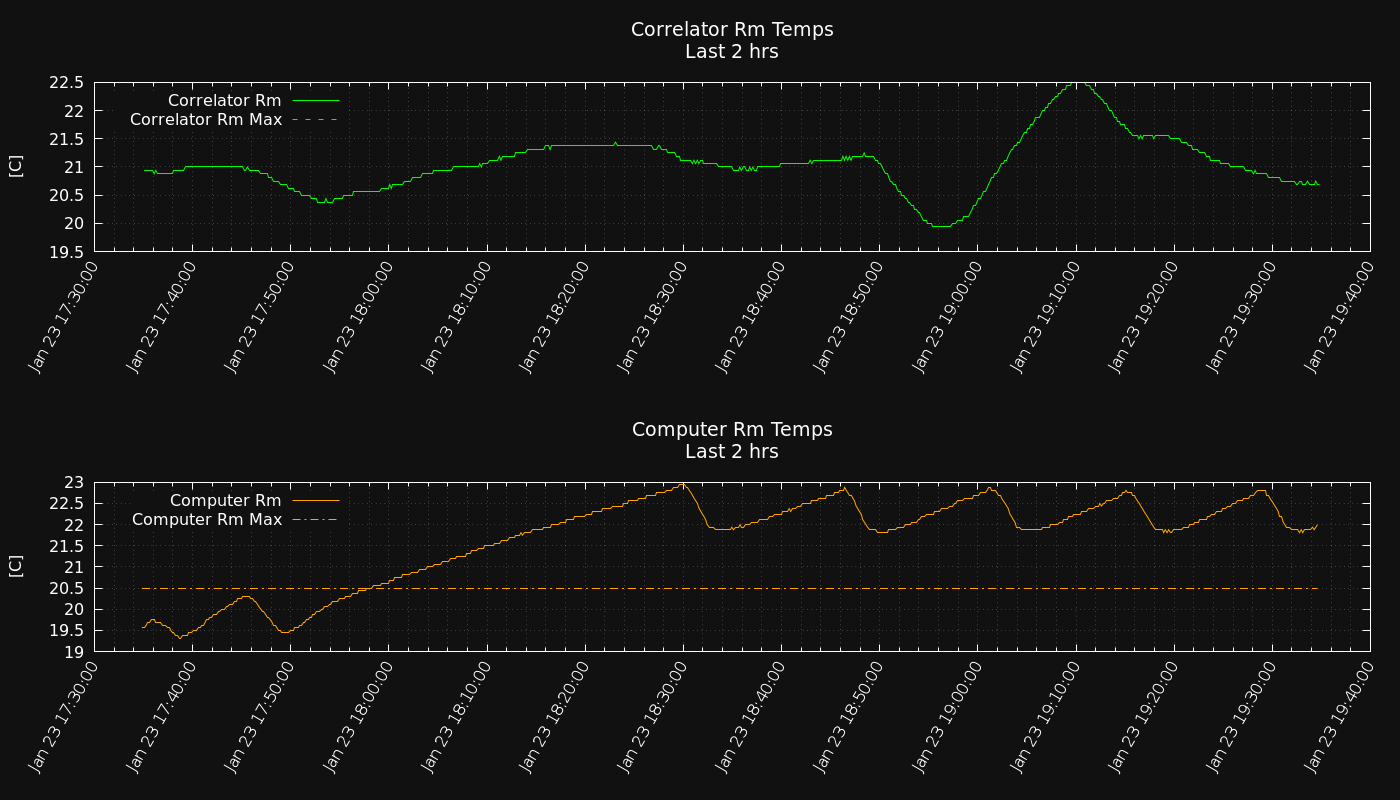 Correlator Rm Temps
Last 2 hrs
22.5
22
21.5
21
20.5
20
19.5
[C]
Correlator Rm
Correlator Rm Max
Jan 23 17:30:00
Jan 23 17:40:00
Jan 23 17:50:00
Jan 23 18:00:00
Jan 23 18:10:00
Jan 23 18:20:00
Jan 23 18:30:00
Jan 23 18:40:00
Jan 23 18:50:00
Jan 23 19:00:00
Jan 23 19:10:00
Jan 23 19:20:00
Jan 23 19:30:00
Jan 23 19:40:00
Computer Rm Temps
Last 2 hrs
23
22.5
22
21.5
21
20.5
20
19.5
19
[C]
Computer Rm
Computer Rm Max
Jan 23 17:30:00
Jan 23 17:40:00
Jan 23 17:50:00
Jan 23 18:00:00
Jan 23 18:10:00
Jan 23 18:20:00
Jan 23 18:30:00
Jan 23 18:40:00
Jan 23 18:50:00
Jan 23 19:00:00
Jan 23 19:10:00
Jan 23 19:20:00
Jan 23 19:30:00
Jan 23 19:40:00